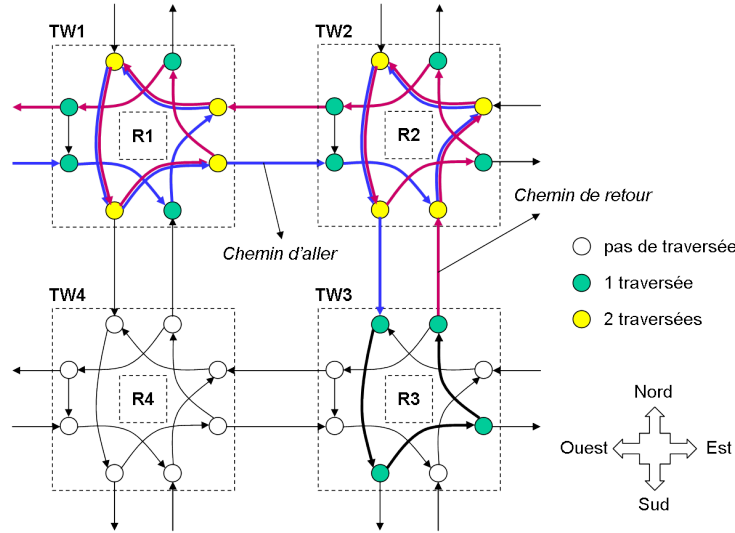 TW1
TW2
R1
R2
Chemin de retour
Chemin d'aller
pas de traversée
1 traversée
2 traversées
TW4
TW3
R4
R3
Nord
Ouest
Est
Sud